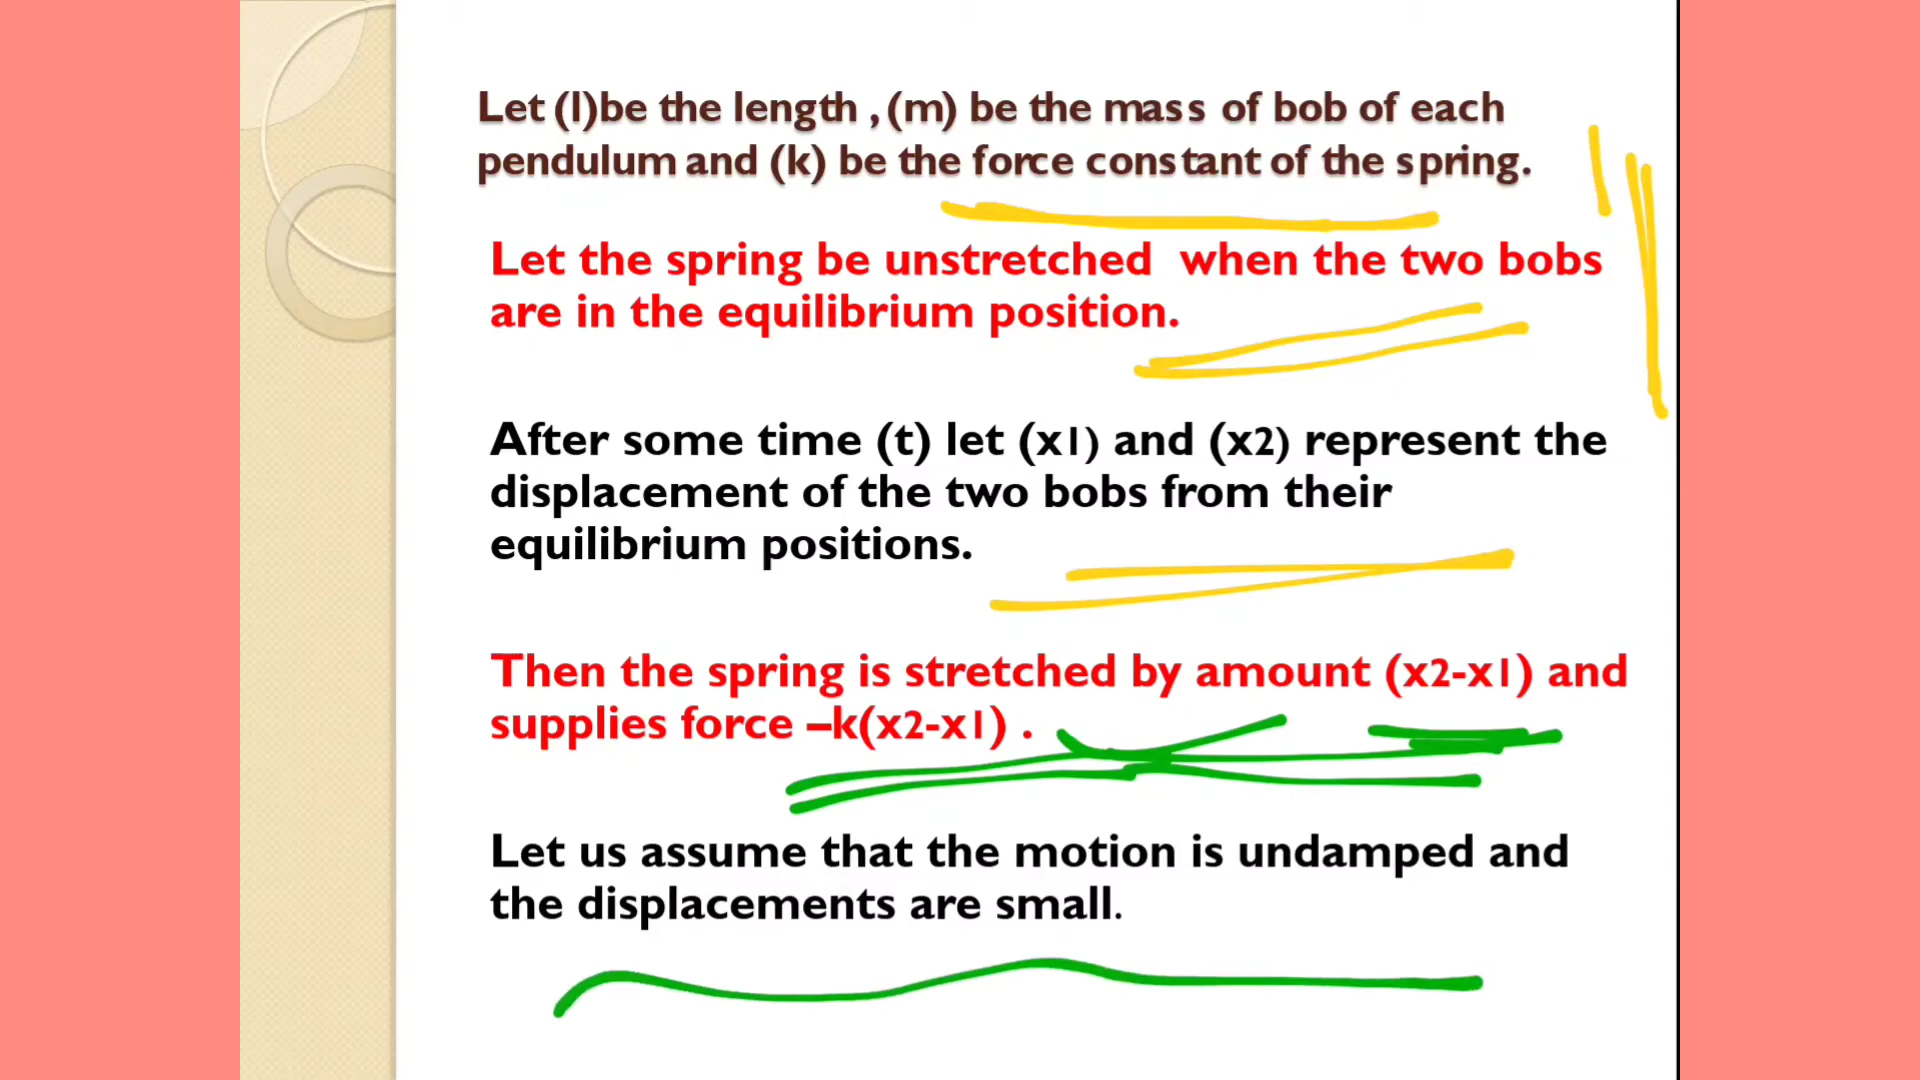 Let (l)be the length , (m) be the mass of bob of each
pendulum and (k) be the force constant of the spring.
Let the spring be unstretched when the two bobs
are in the equilibrium position.
After some time (t) let (x1) and (x2) represent the
displacement of the two bobs from their
equilibrium positions.
Then the spring is stretched by amount (x2-x1) and
supplies force –k(x2-x1) .
Let us assume that the motion is undamped and
the displacements are small.